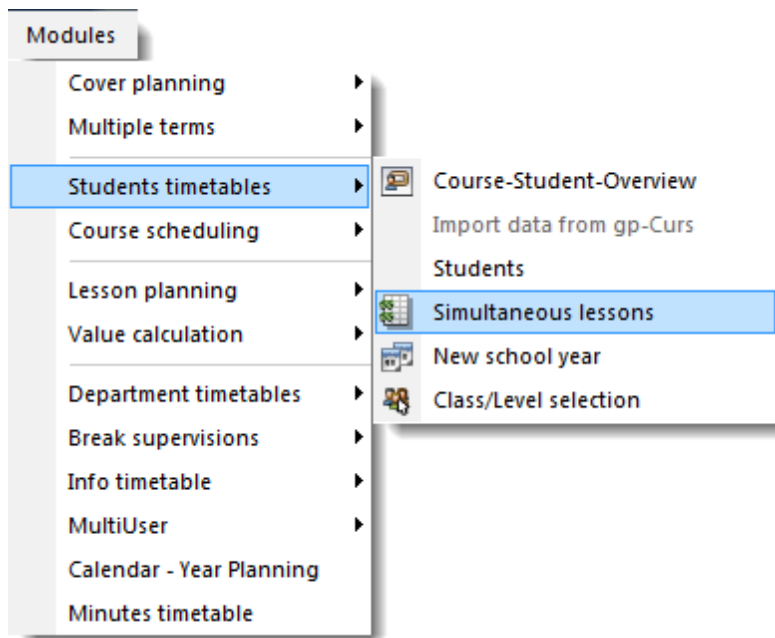 Modules
Cover planning
Multiple terms
Students timetables
Course scheduling
Lesson planning
Value calculation
Department timetables
Break supervisions
Info timetable
MultiUser
Calendar - Year Planning
Minutes timetable
Course-Student-Overview
Import data from gp-Curs
Students
Simultaneous lessons
New school year
Class/Level selection